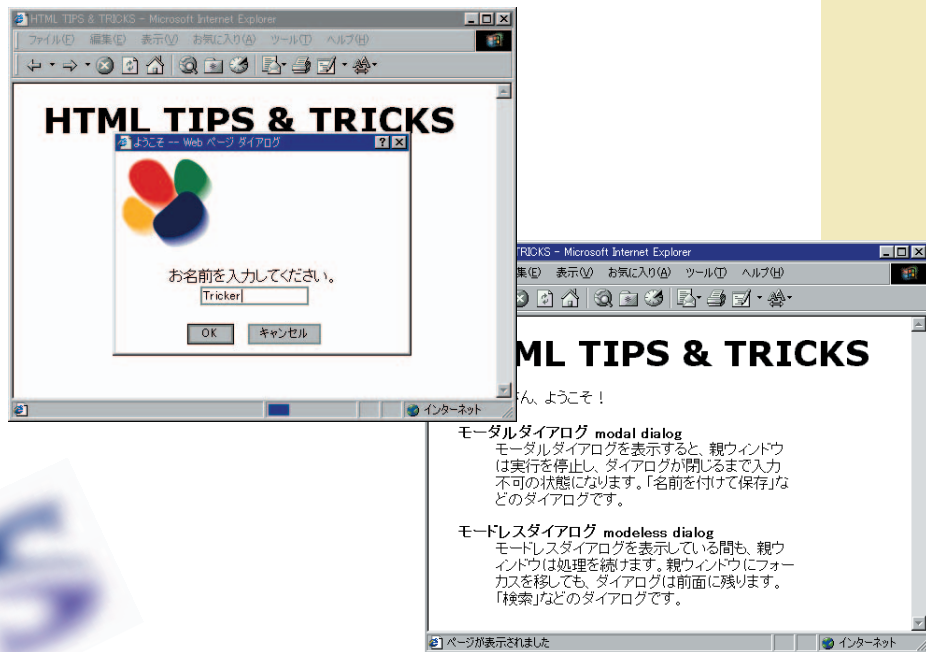 HTML TIPS & TRICKS - Microsoft Internet Explorer
ファイル(F) 編集(E) 表示(V) お気に入り(A) ツール(T) ヘルプ(H)
HTML TIPS & TRICKS
ようこそ -- Web ページ ダイアログ
お名前を入力してください。
Tricker
OK キャンセル
インターネット
TRICKS - Microsoft Internet Explorer
集(E) 表示(V) お気に入り(A) ツール(T) ヘルプ(H)
ML TIPS & TRICKS
さん、ようこそ！
モーダルダイアログ modal dialog
モーダルダイアログを表示すると、親ウィンドウ
は実行を停止し、ダイアログが閉じるまで入力
不可の状態になります。「名前を付けて保存」な
どのダイアログです。
モードレスダイアログ modeless dialog
モードレスダイアログを表示している間も、親ウ
ィンドウは処理を続けます。親ウィンドウにフォー
カスを移しても、ダイアログは前面に残ります。
「検索」などのダイアログです。
ページが表示されました インターネット